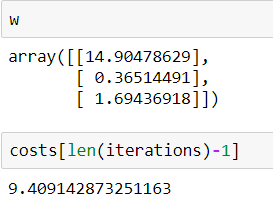 w
array([[14.90478629],
[ 0.36514491],
[ 1.69436918]])
costs[len(iterations)-1]
9.409142873251163